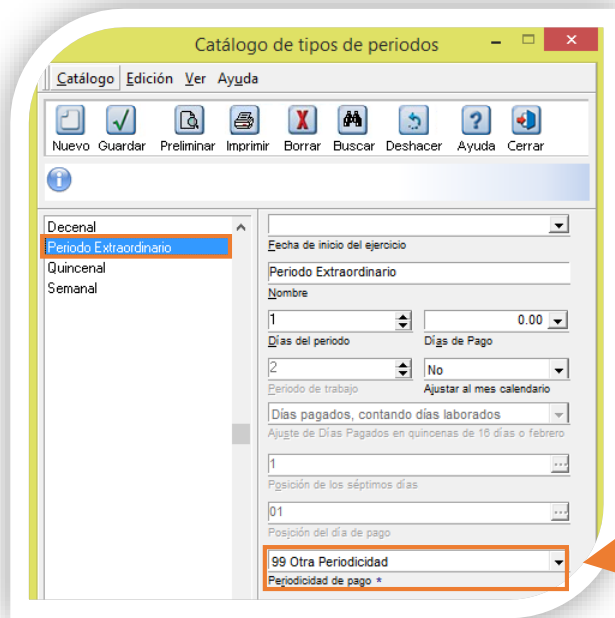 Catálogo de tipos de periodos
Catálogo Edición Ver Ayuda
Nuevo Guardar Preliminar Imprimir Borrar Buscar Deshacer Ayuda Cerrar
Decenal
Periodo Extraordinario
Quincenal
Semanal
Fecha de inicio del ejercicio
Periodo Extraordinario
Nombre
1 0.00
Días del periodo Días de Pago
2 No
Periodo de trabajo Ajustar al mes calendario
Días pagados, contando días laborados
Ajuste de Días Pagados en quincenas de 16 días o febrero
1
Posición de los séptimos días
01
Posición del día de pago
99 Otra Periodicidad
Periodicidad de pago *